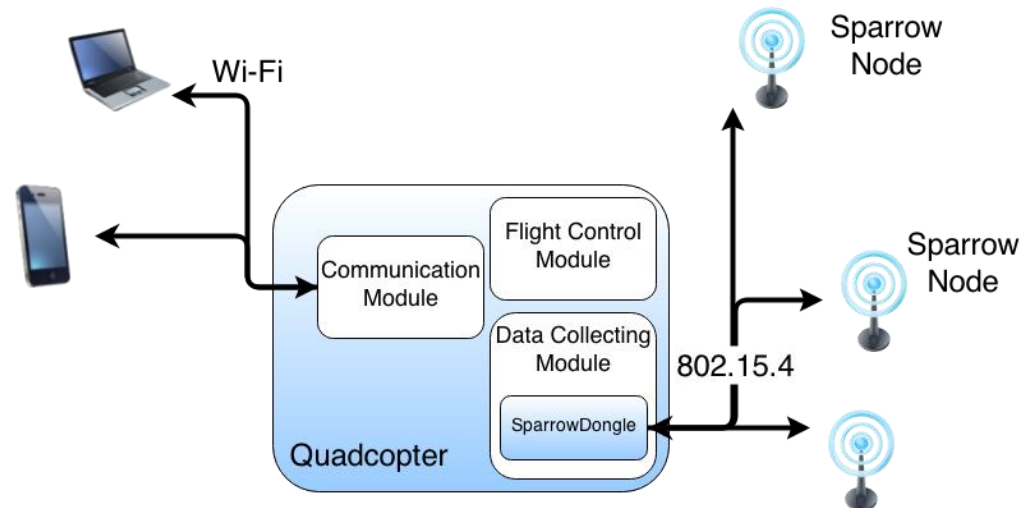 Wi-Fi
Sparrow
Node
Flight Control
Module
Communication
Module
Sparrow
Node
Data Collecting
Module
802.15.4
SparrowDongle
Quadcopter